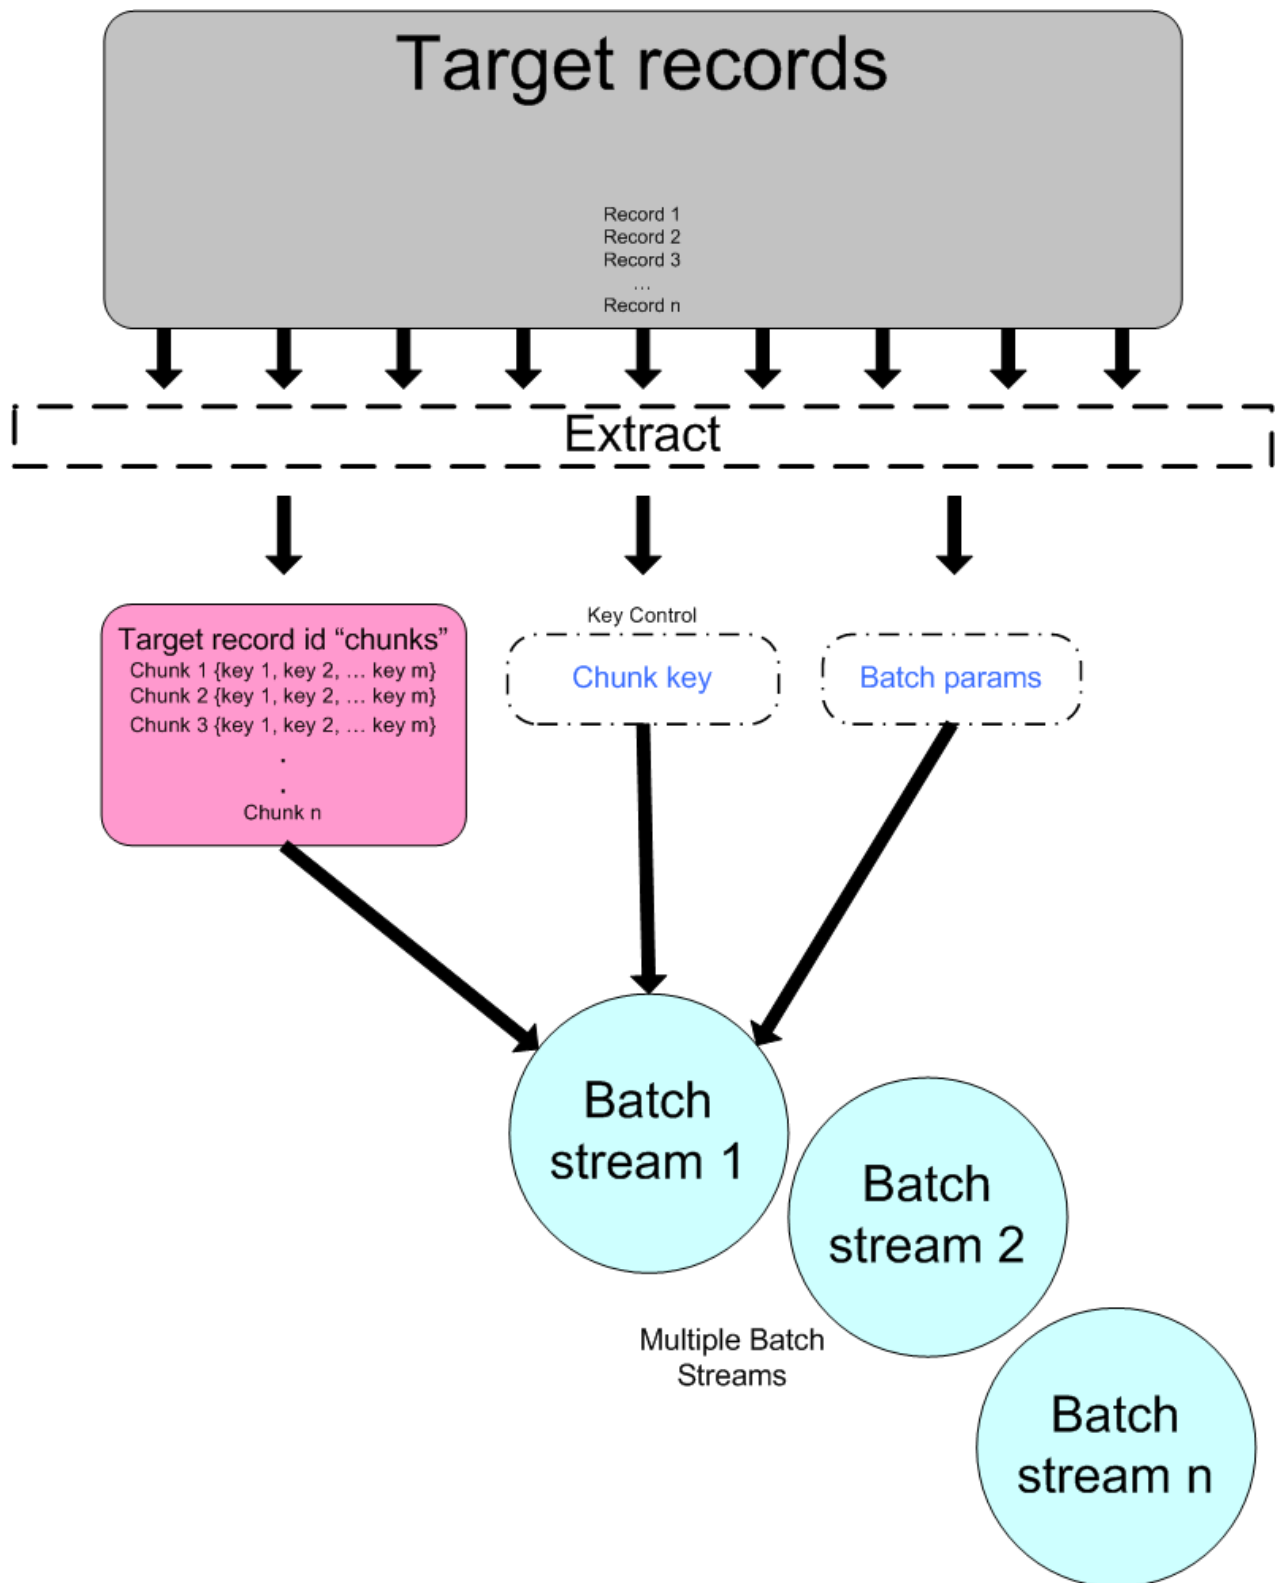 Target records
Record 1
Record 2
Record 3
...
Record n
Extract
Target record id “chunks”
Chunk 1 {key 1, key 2, ... key m}
Chunk 2 {key 1, key 2, ... key m}
Chunk 3 {key 1, key 2, ... key m}
.
.
Chunk n
Key Control
Chunk key
Batch params
Batch
stream 1
Batch
stream 2
Multiple Batch
Streams
Batch
stream n